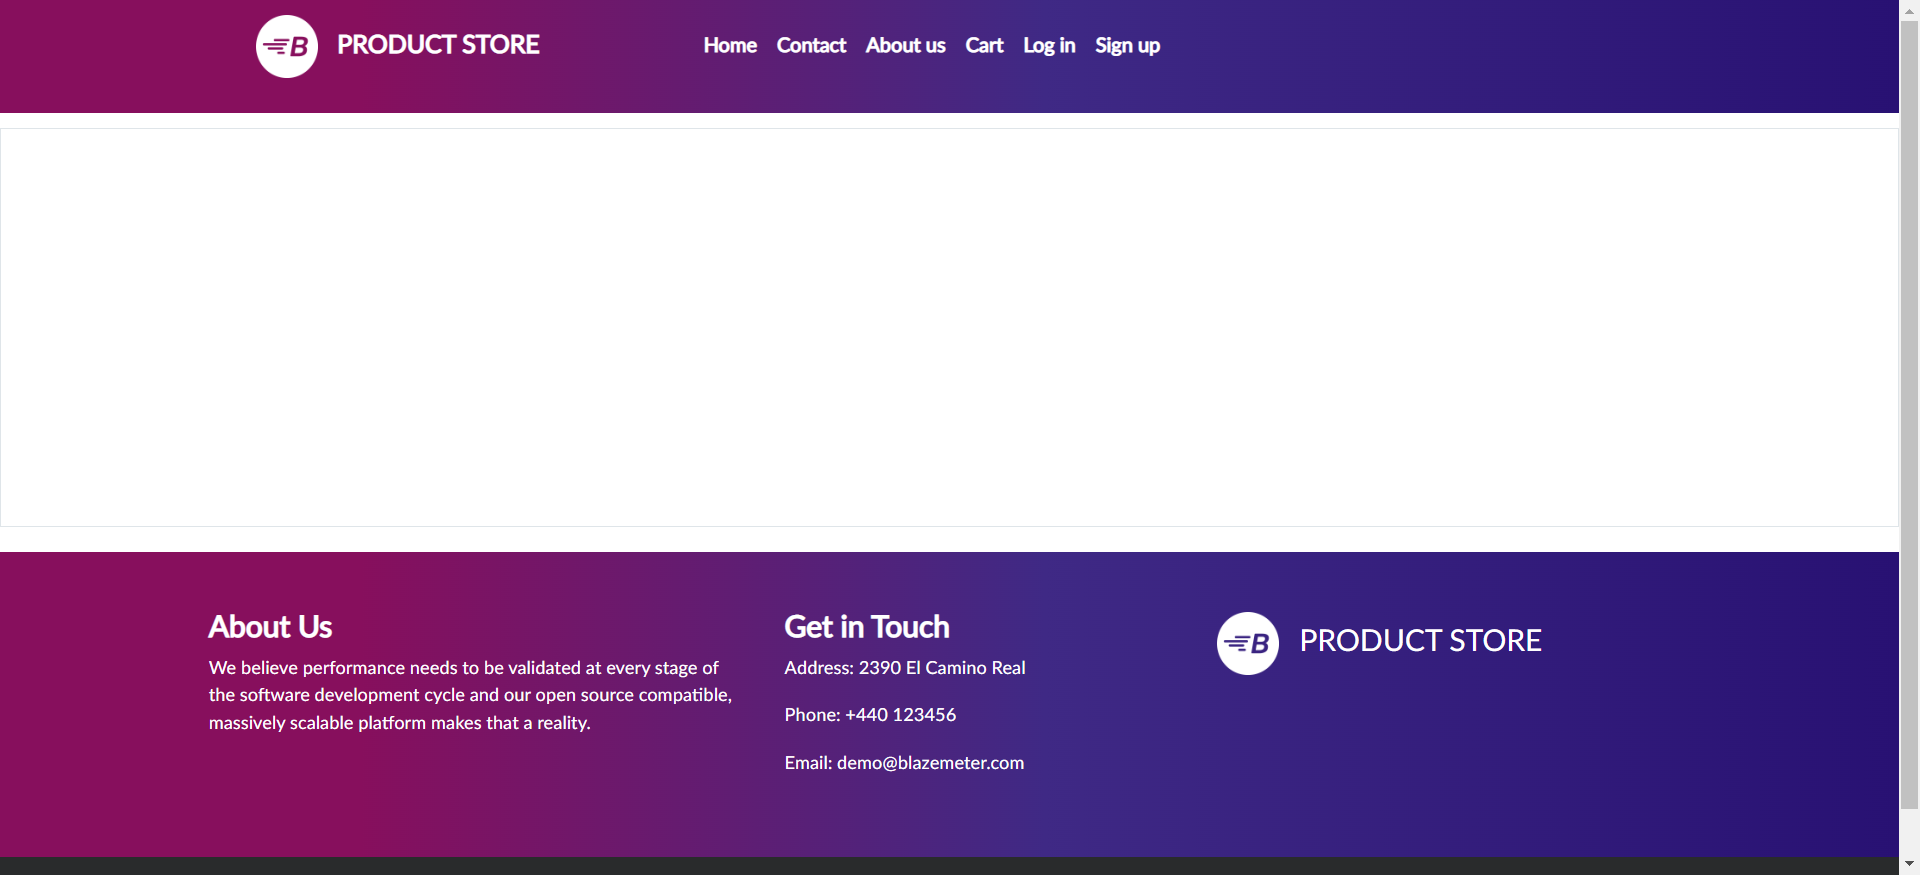 B PRODUCT STORE
Home Contact About us Cart Log in Sign up
About Us
We believe performance needs to be validated at every stage of
the software development cycle and our open source compatible,
massively scalable platform makes that a reality.
Get in Touch
Address: 2390 El Camino Real
Phone: +440 123456
Email: demo@blazemeter.com
B PRODUCT STORE